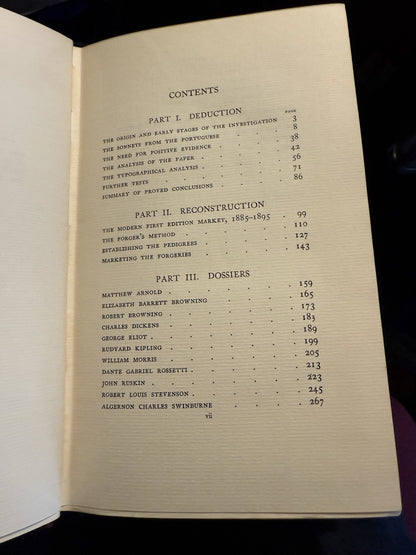 CONTENTS
PART I. DEDUCTION
PAGE
THE ORIGIN AND EARLY STAGES OF THE INVESTIGATION 3
THE SONNETS FROM THE PORTUGUESE . . . . 8
THE NEED FOR POSITIVE EVIDENCE . . . . 38
THE ANALYSIS OF THE PAPER . . . . . 42
THE TYPOGRAPHICAL ANALYSIS . . . . . 56
FURTHER TESTS . . . . . . . 71
SUMMARY OF PROVED CONCLUSIONS . . . . 86
PART II. RECONSTRUCTION
THE MODERN FIRST EDITION MARKET, 1885-1895 . 99
THE FORGER'S METHOD . . . . . . 110
ESTABLISHING THE PEDIGREES . . . . . 127
MARKETING THE FORGERIES . . . . . 143
PART III. DOSSIERS
MATTHEW ARNOLD . . . . . . . 159
ELIZABETH BARRETT BROWNING . . . . . 165
ROBERT BROWNING . . . . . . . 173
CHARLES DICKENS . . . . . . . 183
GEORGE ELIOT . . . . . . . . 189
RUDYARD KIPLING . . . . . . . 199
WILLIAM MORRIS . . . . . . . 205
DANTE GABRIEL ROSSETTI . . . . . . 213
JOHN RUSKIN . . . . . . . . 223
ROBERT LOUIS STEVENSON . . . . . . 245
ALGERNON CHARLES SWINBURNE . . . . . 267
vii